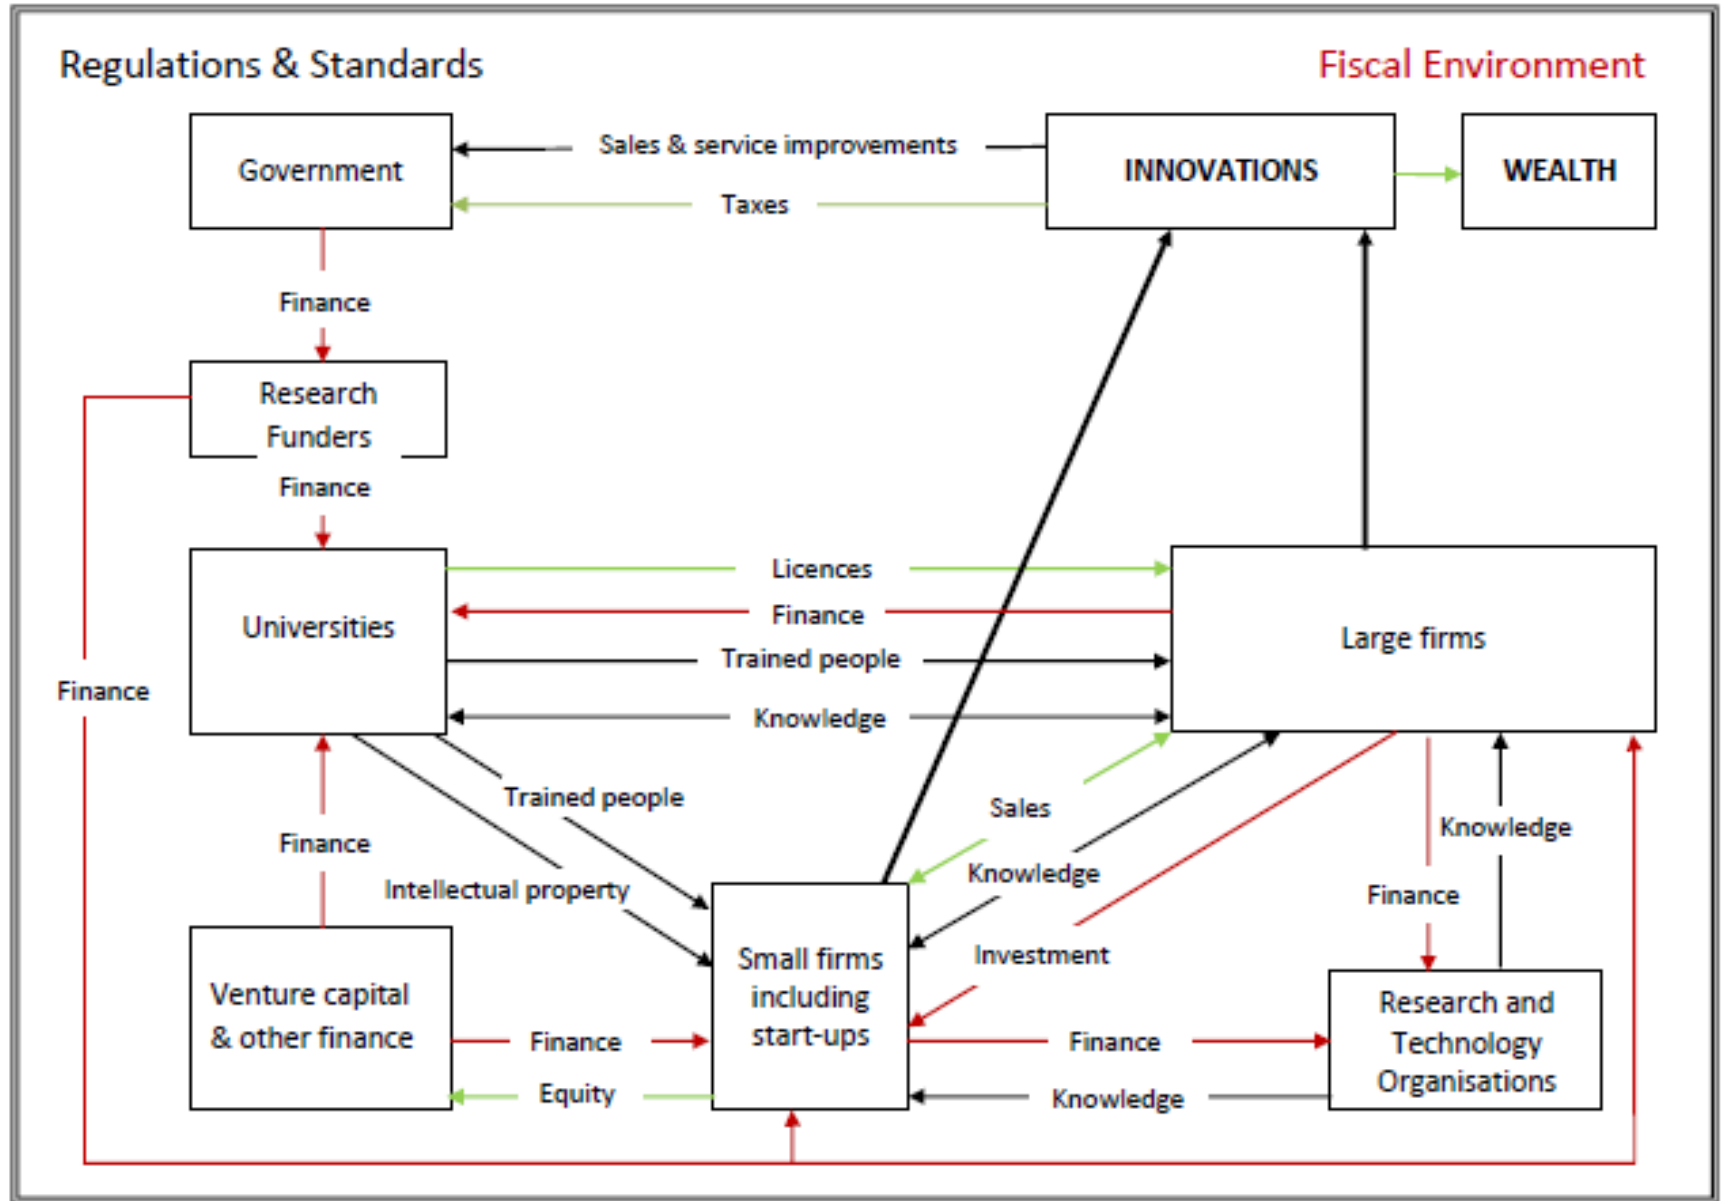 Regulations & Standards
Fiscal Environment
Government
Sales & service improvements
Taxes
INNOVATIONS
WEALTH
Finance
Research
Funders
Finance
Universities
Licences
Finance
Trained people
Knowledge
Large firms
Finance
Trained people
Intellectual property
Finance
Sales
Knowledge
Investment
Knowledge
Finance
Venture capital
& other finance
Finance
Equity
Small firms
including
start-ups
Finance
Knowledge
Research and
Technology
Organisations